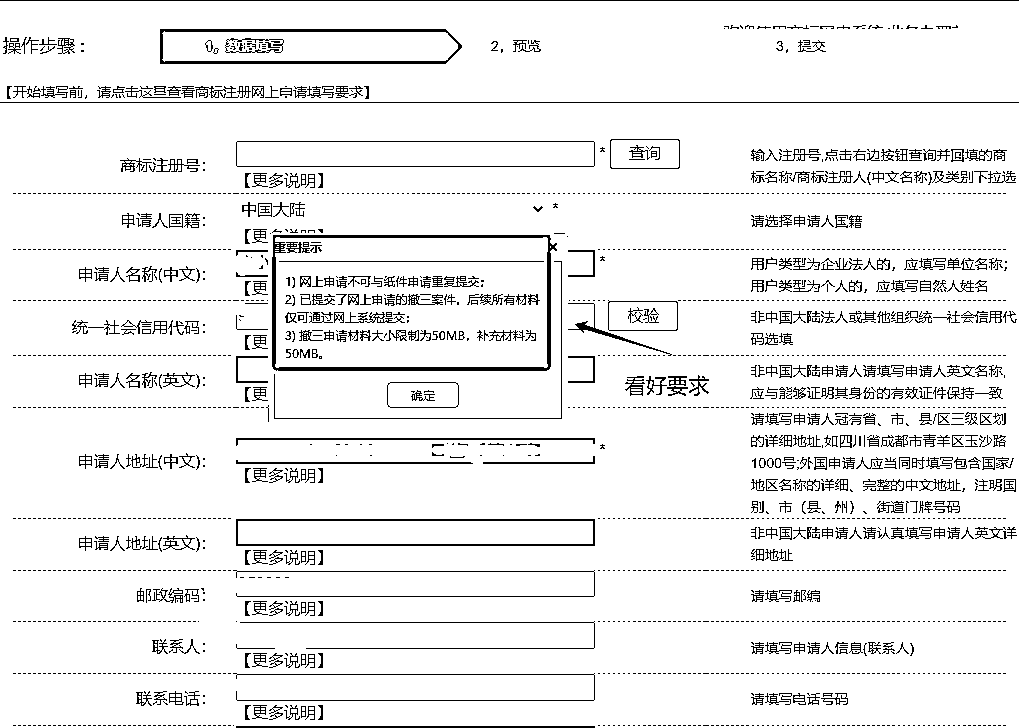 操作步骤：
2，预览
3，提交
【开始填写前，请点击这里查看商标注册网上申请填写要求】
商标注册号：
*
查询
输入注册号,点击右边按钮查询并回填的商
标名称/商标注册人(中文名称)及类别下拉选
【更多说明】
申请人国籍：
中国大陆
*
请选择申请人国籍
【更
重要提示
×
1) 网上申请不可与纸件申请重复提交；
2) 已提交了网上申请的撤三案件，后续所有材料
仅可通过网上系统提交；
3) 撤三申请材料大小限制为50MB，补充材料为
50MB。
确定
申请人名称(中文)：
*
用户类型为企业法人的，应填写单位名称；
用户类型为个人的，应填写自然人姓名
【更
统一社会信用代码：
校验
非中国大陆法人或其他组织统一社会信用代
码选填
【更
看好要求
申请人名称(英文)：
非中国大陆申请人请填写申请人英文名称,
应与能够证明其身份的有效证件保持一致
【更
申请人地址(中文)：
*
请填写申请人冠有省、市、县/区三级区划
的详细地址,如四川省成都市青羊区玉沙路
1000号;外国申请人应当同时填写包含国家/
地区名称的详细、完整的中文地址，注明国
别、市（县、州）、街道门牌号码
【更多说明】
申请人地址(英文)：
非中国大陆申请人请认真填写申请人英文详
细地址
【更多说明】
邮政编码：
请填写邮编
【更多说明】
联系人：
请填写申请人信息(联系人)
【更多说明】
联系电话：
请填写电话号码
【更多说明】